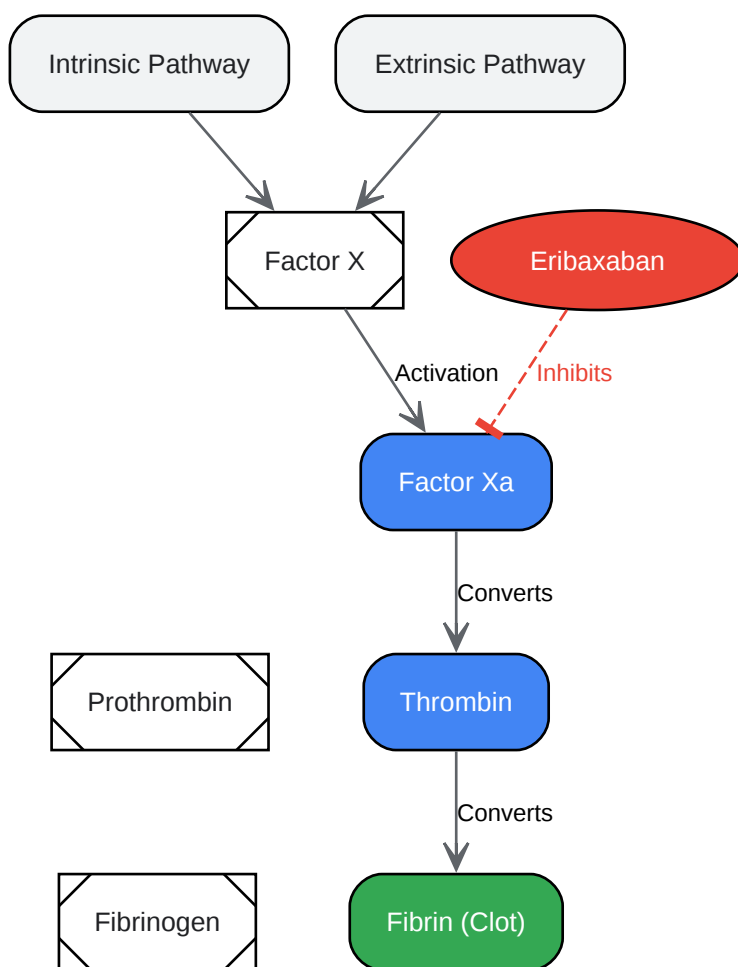 Intrinsic Pathway
Extrinsic Pathway
Factor X
Eribaxaban
Activation
Inhibits
Factor Xa
Converts
Prothrombin
Thrombin
Converts
Fibrinogen
Fibrin (Clot)